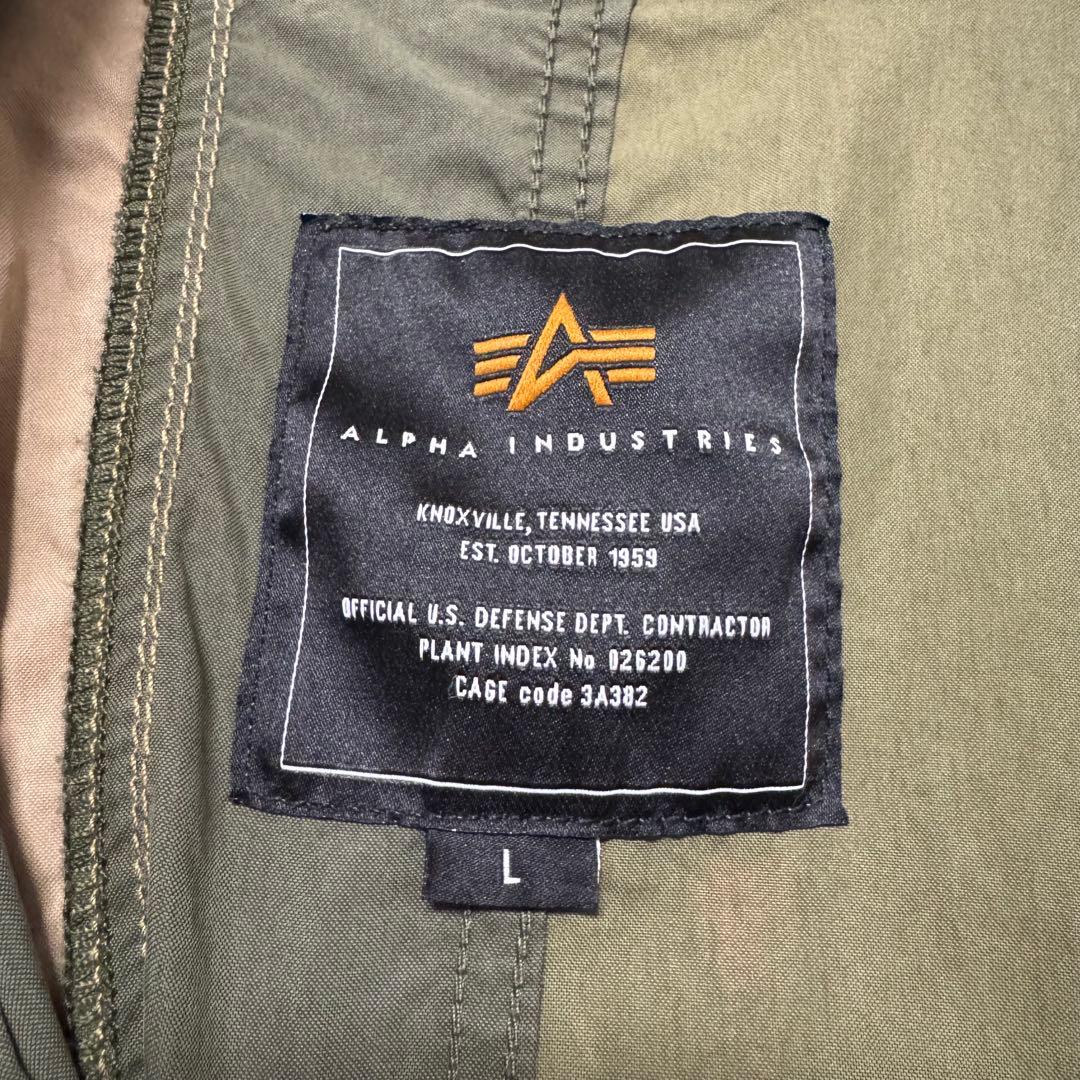 ALPHA INDUSTRIES
KNOXVILLE, TENNESSEE USA
EST. OCTOBER 1959
OFFICIAL U.S. DEFENSE DEPT. CONTRACTOR
PLANT INDEX No 026200
CAGE code 3A382
L